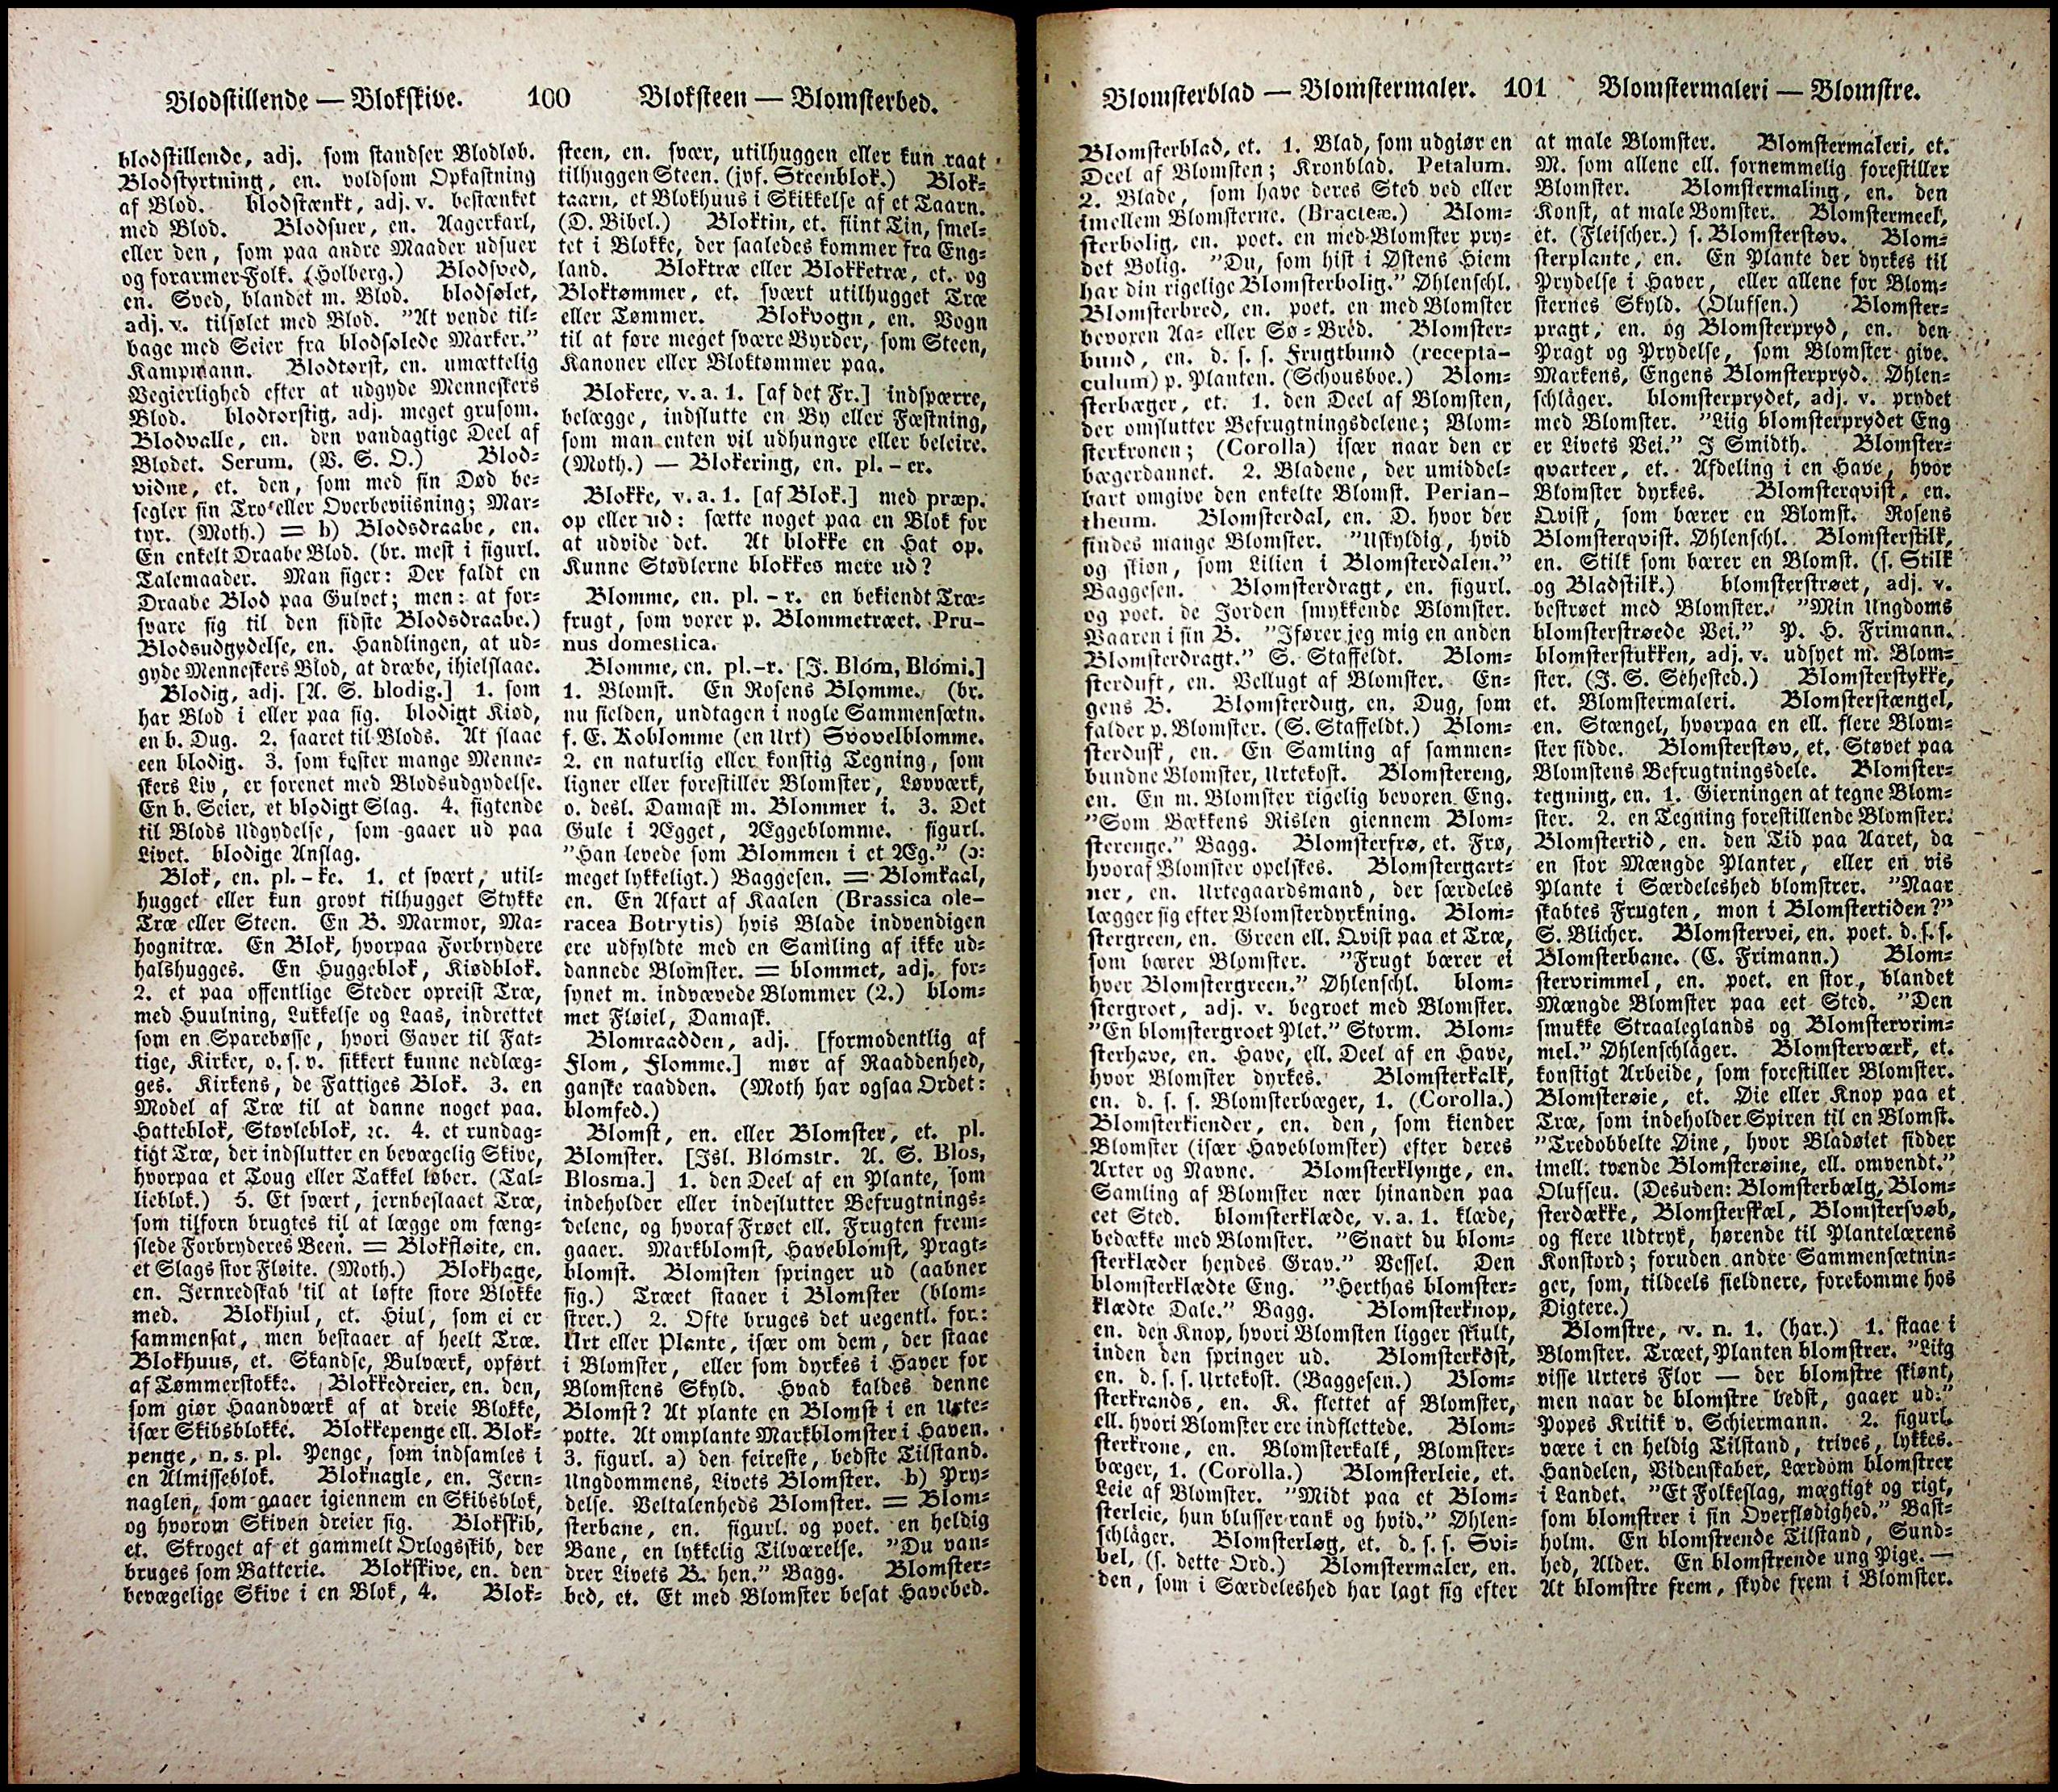 Blodstillende — Blokskive. 100 Bloksteen — Blomsterbed.
blodstillende, adj. som standser Blodløb.
Blodstyrtning, en. voldsom Opkastning
af Blod. blodstænkt, adj. v. bestænket
med Blod. Blodsuer, en. Aagerkarl,
eller den, som paa andre Maader udsuer
og forarmer Folk. (Holberg.) Blodsved,
en. Sved, blandet m. Blod. blodsølet,
adj. v. tilsølet med Blod. "At vende til-
bage med Seier fra blodsølede Marker."
Kampmann. Blodtørst, en. umættelig
Begierlighed efter at udgyde Menneskers
Blod. blodtørstig, adj. meget grusom.
Blodvalle, en. den vandagtige Deel af
Blodet. Serum. (V. S. O.) Blod-
vidne, et. den, som med sin Død be-
segler sin Tro eller Overbeviisning; Mar-
tyr. (Moth.) = b) Blodsdraabe, en.
En enkelt Draabe Blod. (br. mest i figurl.
Talemaader. Man siger: Der faldt en
Draabe Blod paa Gulvet; men: at for-
svare sig til den sidste Blodsdraabe.)
Blodsudgydelse, en. Handlingen, at ud-
gyde Menneskers Blod, at dræbe, ihielslaae.
Blodig, adj. [A. S. blodig.] 1. som
har Blod i eller paa sig. blodigt Kiød,
en b. Dug. 2. saaret til Blods. At slaae
een blodig. 3. som koster mange Menne-
skers Liv, er forenet med Blodsudgydelse.
En b. Seier, et blodigt Slag. 4. sigtende
til Blods Udgydelse, som gaaer ud paa
Livet. blodige Anslag.
Blok, en. pl. -ke. 1. et svært, util-
hugget eller kun grovt tilhugget Stykke
Træ eller Steen. En B. Marmor, Ma-
hognitræ. En Blok, hvorpaa Forbrydere
halshugges. En Huggeblok, Kiødblok.
2. et paa offentlige Steder opreist Træ,
med Huulning, Lukkelse og Laas, indrettet
som en Sparebøsse, hvori Gaver til Fat-
tige, Kirker, o. s. v. sikkert kunne nedlæg-
ges. Kirkens, de Fattiges Blok. 3. en
Model af Træ til at danne noget paa.
Hatteblok, Støvleblok, ꝛc. 4. et rundag-
tigt Træ, der indslutter en bevægelig Skive,
hvorpaa et Toug eller Takkel løber. (Tal-
lieblok.) 5. Et svært, jernbeslaaet Træ,
som tilforn brugtes til at lægge om fæng-
slede Forbryderes Been. = Blokfløite, en.
et Slags stor Fløite. (Moth.) Blokhage,
en. Jernredskab til at løfte store Blokke
med. Blokhiul, et. Hiul, som ei er
sammensat, men bestaaer af heelt Træ.
Blokhuus, et. Skandse, Bulværk, opført
af Tømmerstokke. Blokkedreier, en. den,
som giør Haandværk af at dreie Blokke,
især Skibsblokke. Blokkepenge ell. Blok-
penge, n. s. pl. Penge, som indsamles i
en Almisseblok. Bloknagle, en. Jern-
naglen, som gaaer igiennem en Skibsblok,
og hvorom Skiven dreier sig. Blokskib,
et. Skroget af et gammelt Orlogsskib, der
bruges som Batterie. Blokskive, en. den
bevægelige Skive i en Blok, 4. Blok-
steen, en. svær, utilhuggen eller kun raat
tilhuggen Steen. (jvf. Steenblok.) Blok-
taarn, et Blokhuus i Skikkelse af et Taarn.
(D. Bibel.) Bloktin, et. fiint Tin, smel-
tet i Blokke, der saaledes kommer fra Eng-
land. Bloktræ eller Blokketræ, et. og
Bloktømmer, et. svært utilhugget Træ
eller Tømmer. Blokvogn, en. Vogn
til at føre meget svære Byrder, som Steen,
Kanoner eller Bloktømmer paa.
Blokere, v. a. 1. [af det Fr.] indspærre,
belægge, indslutte en By eller Fæstning,
som man enten vil udhungre eller beleire.
(Moth.) — Blokering, en. pl. -er.
Blokke, v. a. 1. [af Blok.] med præp.
op eller ud: sætte noget paa en Blok for
at udvide det. At blokke en Hat op.
Kunne Støvlerne blokkes mere ud?
Blomme, en. pl. -r. en bekiendt Træ-
frugt, som voxer p. Blommetræet. Pru-
nus domestica.
Blomme, en. pl.-r. [J. Blóm, Blómi.]
1. Blomst. En Rosens Blomme. (br.
nu sielden, undtagen i nogle Sammensætn.
f. E. Koblomme (en Urt) Svovelblomme.
2. en naturlig eller konstig Tegning, som
ligner eller forestiller Blomster, Løvværk,
o. desl. Damask m. Blommer i. 3. Det
Gule i Ægget, Æggeblomme. figurl.
"Han levede som Blommen i et Æg." (ɔ:
meget lykkeligt.) Baggesen. = Blomkaal,
en. En Afart af Kaalen (Brassica ole-
racea Botrytis) hvis Blade indvendigen
ere udfyldte med en Samling af ikke ud-
dannede Blomster. = blommet, adj. for-
synet m. indvævede Blommer (2.) blom-
met Fløiel, Damask.
Blomraadden, adj. [formodentlig af
Flom, Flomme.] mør af Raaddenhed,
ganske raadden. (Moth har ogsaa Ordet:
blomfed.)
Blomst, en. eller Blomster, et. pl.
Blomster. [Isl. Blómstr. A. S. Blos,
Blosma.] 1. den Deel af en Plante, som
indeholder eller indeslutter Befrugtnings-
delene, og hvoraf Frøet ell. Frugten frem-
gaaer. Markblomst, Haveblomst, Pragt-
blomst. Blomsten springer ud (aabner
sig.) Træet staaer i Blomster (blom-
strer.) 2. Ofte bruges det uegentl. for:
Urt eller Plante, især om dem, der staae
i Blomster, eller som dyrkes i Haver for
Blomstens Skyld. Hvad kaldes denne
Blomst? At plante en Blomst i en Urte-
potte. At omplante Markblomster i Haven.
3. figurl. a) den feireste, bedste Tilstand.
Ungdommens, Livets Blomster. b) Pry-
delse. Veltalenheds Blomster. = Blom-
sterbane, en. figurl. og poet. en heldig
Bane, en lykkelig Tilværelse. "Du van-
drer Livets B. hen." Bagg. Blomster-
bed, et. Et med Blomster besat Havebed.
Blomsterblad — Blomstermaler. 101 Blomstermaleri — Blomstre.
Blomsterblad, et. 1. Blad, som udgiør en
Deel af Blomsten; Kronblad. Petalum.
2. Blade, som have deres Sted ved eller
imellem Blomsterne. (Bracteæ.) Blom-
sterbolig, en. poet. en med Blomster pry-
det Bolig. "Du, som hist i Østens Hiem
har din rigelige Blomsterbolig." Øhlenschl.
Blomsterbred, en. poet. en med Blomster
bevoxen Aa- eller Sø-Bred. Blomster-
bund, en. d. s. s. Frugtbund (recepta-
culum) p. Planten. (Schousboe.) Blom-
sterbæger, et. 1. den Deel af Blomsten,
der omslutter Befrugtningsdelene; Blom-
sterkronen; (Corolla) især naar den er
bægerdannet. 2. Bladene, der umiddel-
bart omgive den enkelte Blomst. Perian-
theum. Blomsterdal, en. D. hvor der
findes mange Blomster. "Uskyldig, hvid
og skiøn, som Lilien i Blomsterdalen."
Baggesen. Blomsterdragt, en. figurl.
og poet. de Jorden smykkende Blomster.
Vaaren i sin B. "Ifører jeg mig en anden
Blomsterdragt." S. Staffeldt. Blom-
sterduft, en. Vellugt af Blomster. En-
gens B. Blomsterdug, en. Dug, som
falder p. Blomster. (S. Staffeldt.) Blom-
sterdusk, en. En Samling af sammen-
bundne Blomster, Urtekost. Blomstereng,
en. En m. Blomster rigelig bevoxen Eng.
"Som Bækkens Rislen giennem Blom-
sterenge." Bagg. Blomsterfrø, et. Frø,
hvoraf Blomster opelskes. Blomstergart-
ner, en. Urtegaardsmand, der særdeles
lægger sig efter Blomsterdyrkning. Blom-
stergreen, en. Green ell. Qvist paa et Træ,
som bærer Blomster. "Frugt bærer ei
hver Blomstergreen." Øhlenschl. blom-
stergroet, adj. v. begroet med Blomster.
"En blomstergroet Plet." Storm. Blom-
sterhave, en. Have, ell. Deel af en Have,
hvor Blomster dyrkes. Blomsterkalk,
en. d. s. s. Blomsterbæger, 1. (Corolla.)
Blomsterkiender, en. den, som kiender
Blomster (især Haveblomster) efter deres
Arter og Navne. Blomsterklynge, en.
Samling af Blomster nær hinanden paa
eet Sted. blomsterklæde, v. a. 1. klæde,
bedække med Blomster. "Snart du blom-
sterklæder hendes Grav." Vessel. Den
blomsterklædte Eng. "Herthas blomster-
klædte Dale." Bagg. Blomsterknop,
en. den Knop, hvori Blomsten ligger skiult,
inden den springer ud. Blomsterkost,
en. d. s. s. Urtekost. (Baggesen.) Blom-
sterkrands, en. K. flettet af Blomster,
ell. hvori Blomster ere indflettede. Blom-
sterkrone, en. Blomsterkalk, Blomster-
bæger, 1. (Corolla.) Blomsterleie, et.
Leie af Blomster. "Midt paa et Blom-
sterleie, hun blusser rank og hvid." Øhlen-
schläger. Blomsterløg, et. d. s. s. Svi-
bel, (s. dette Ord.) Blomstermaler, en.
den, som i Særdeleshed har lagt sig efter
at male Blomster. Blomstermaleri, et.
M. som allene ell. fornemmelig forestiller
Blomster. Blomstermaling, en. den
Konst, at male Bomster. Blomstermeel,
et. (Fleischer.) s. Blomsterstøv. Blom-
sterplante, en. En Plante der dyrkes til
Prydelse i Haver, eller allene for Blom-
sternes Skyld. (Olufsen.) Blomster-
pragt, en. og Blomsterpryd, en. den
Pragt og Prydelse, som Blomster give.
Markens, Engens Blomsterpryd. Øhlen-
schläger. blomsterprydet, adj. v. prydet
med Blomster. "Liig blomsterprydet Eng
er Livets Vei." J Smidth. Blomster-
qvarteer, et. Afdeling i en Have, hvor
Blomster dyrkes. Blomsterqvist, en.
Qvist, som bærer en Blomst. Rosens
Blomsterqvist. Øhlenschl. Blomsterstilk,
en. Stilk som bærer en Blomst. (s. Stilk
og Bladstilk.) blomsterstrøet, adj. v.
bestrøet med Blomster. "Min Ungdoms
blomsterstrøede Vei." P. H. Frimann.
blomsterstukken, adj. v. udsyet m. Blom-
ster. (J. S. Sehested.) Blomsterstykke,
et. Blomstermaleri. Blomsterstængel,
en. Stængel, hvorpaa en ell. flere Blom-
ster sidde. Blomsterstøv, et. Støvet paa
Blomstens Befrugtningsdele. Blomster-
tegning, en. 1. Gierningen at tegne Blom-
ster. 2. en Tegning forestillende Blomster.
Blomstertid, en. den Tid paa Aaret, da
en stor Mængde Planter, eller en vis
Plante i Særdeleshed blomstrer. "Naar
skabtes Frugten, mon i Blomstertiden?"
S. Blicher. Blomstervei, en. poet. d. s. s.
Blomsterbane. (C. Frimann.) Blom-
stervrimmel, en. poet. en stor, blandet
Mængde Blomster paa eet Sted. "Den
smukke Straaleglands og Blomstervrim-
mel." Øhlenschläger. Blomsterværk, et.
konstigt Arbeide, som forestiller Blomster.
Blomsterøie, et. Øie eller Knop paa et
Træ, som indeholder Spiren til en Blomst.
"Tredobbelte Øine, hvor Bladøiet sidder
imell. tvende Blomsterøine, ell. omvendt."
Olufsen. (Desuden: Blomsterbælg, Blom-
sterdække, Blomsterskæl, Blomstersvøb,
og flere Udtryk, hørende til Plantelærens
Konstord; foruden andre Sammensætnin-
ger, som, tildeels sieldnere, forekomme hos
Digtere.)
Blomstre, v. n. 1. (har.) 1. staae i
Blomster. Træet, Planten blomstrer. "Liig
visse Urters Flor — der blomstre skiønt,
men naar de blomstre bedst, gaaer ud."
Popes Kritik v. Schiermann. 2. figurl.
være i en heldig Tilstand, trives, lykkes.
Handelen, Videnskaber, Lærdom blomstrer
i Landet. "Et Folkeslag, mægtigt og rigt,
som blomstrer i sin Overflødighed." Bast-
holm. En blomstrende Tilstand, Sund-
hed, Alder. En blomstrende ung Pige. —
At blomstre frem, skyde frem i Blomster.